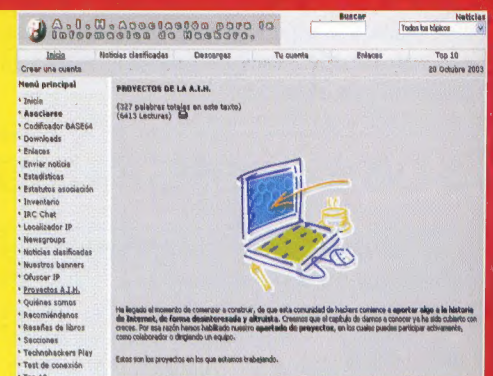 A.I.H. Asociación para la
Información de Hackers.
Buscar
Noticias
Todos los tópicos
Inicio
Noticias clasificadas
Descargas
Tu cuenta
Enlaces
Top 10
Crear una cuenta
20 Octubre 2003
Menú principal
* Inicio
* Asociarse
* Codificador BASE64
* Downloads
* Enlaces
* Enviar noticia
* Estadísticas
* Estatutos asociación
* Inventario
* IRC Chat
* Localizador IP
* Newsgroups
* Noticias clasificadas
* Nuestros banners
* Ofuscar IP
* Proyectos A.I.H.
* Quiénes somos
* Recomiéndenos
* Reseñas de libros
* Secciones
* Technohackers Play
* Test de conexión
PROYECTOS DE LA A.I.H.
(327 palabras totales en este texto)
(6413 Lecturas)
Ha llegado el momento de comenzar a construir, de que esta comunidad de hackers comience a aportar algo a la historia
de Internet, de forma desinteresada y altruista. Creemos que el capítulo de darnos a conocer ya ha sido cubierto con
creces. Por esa razón hemos habilitado nuestro apartado de proyectos, en los cuales puedes participar activamente,
como colaborador o dirigiendo un equipo.
Estos son los proyectos en los que estamos trabajando.